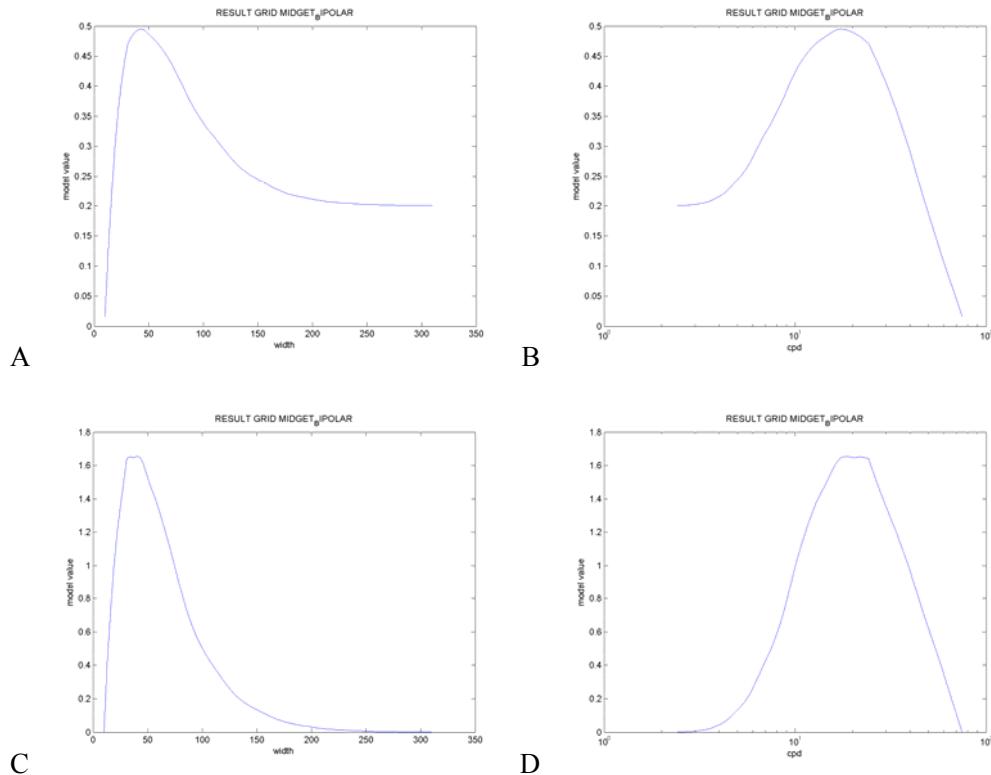 RESULT GRID MIDGET_BIPOLAR
0.5
0.45
0.4
0.35
0.3
0.25
0.2
0.15
0.1
0.05
0
model value
0 50 100 150 200 250 300 350
width
A
RESULT GRID MIDGET_BIPOLAR
0.5
0.45
0.4
0.35
0.3
0.25
0.2
0.15
0.1
0.05
0
model value
10^0 10^1
cpd
B
RESULT GRID MIDGET_BIPOLAR
1.8
1.6
1.4
1.2
1
0.8
0.6
0.4
0.2
0
model value
0 50 100 150 200 250 300 350
width
C
RESULT GRID MIDGET_BIPOLAR
1.8
1.6
1.4
1.2
1
0.8
0.6
0.4
0.2
0
model value
10^0 10^1
cpd
D